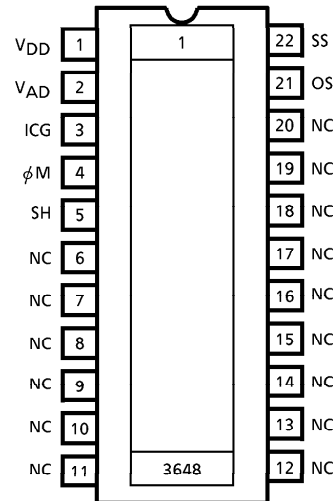 V_DD 1 1 22 SS
V_AD 2 21 OS
ICG 3 20 NC
ϕM 4 19 NC
SH 5 18 NC
NC 6 17 NC
NC 7 16 NC
NC 8 15 NC
NC 9 14 NC
NC 10 13 NC
NC 11 3648 12 NC